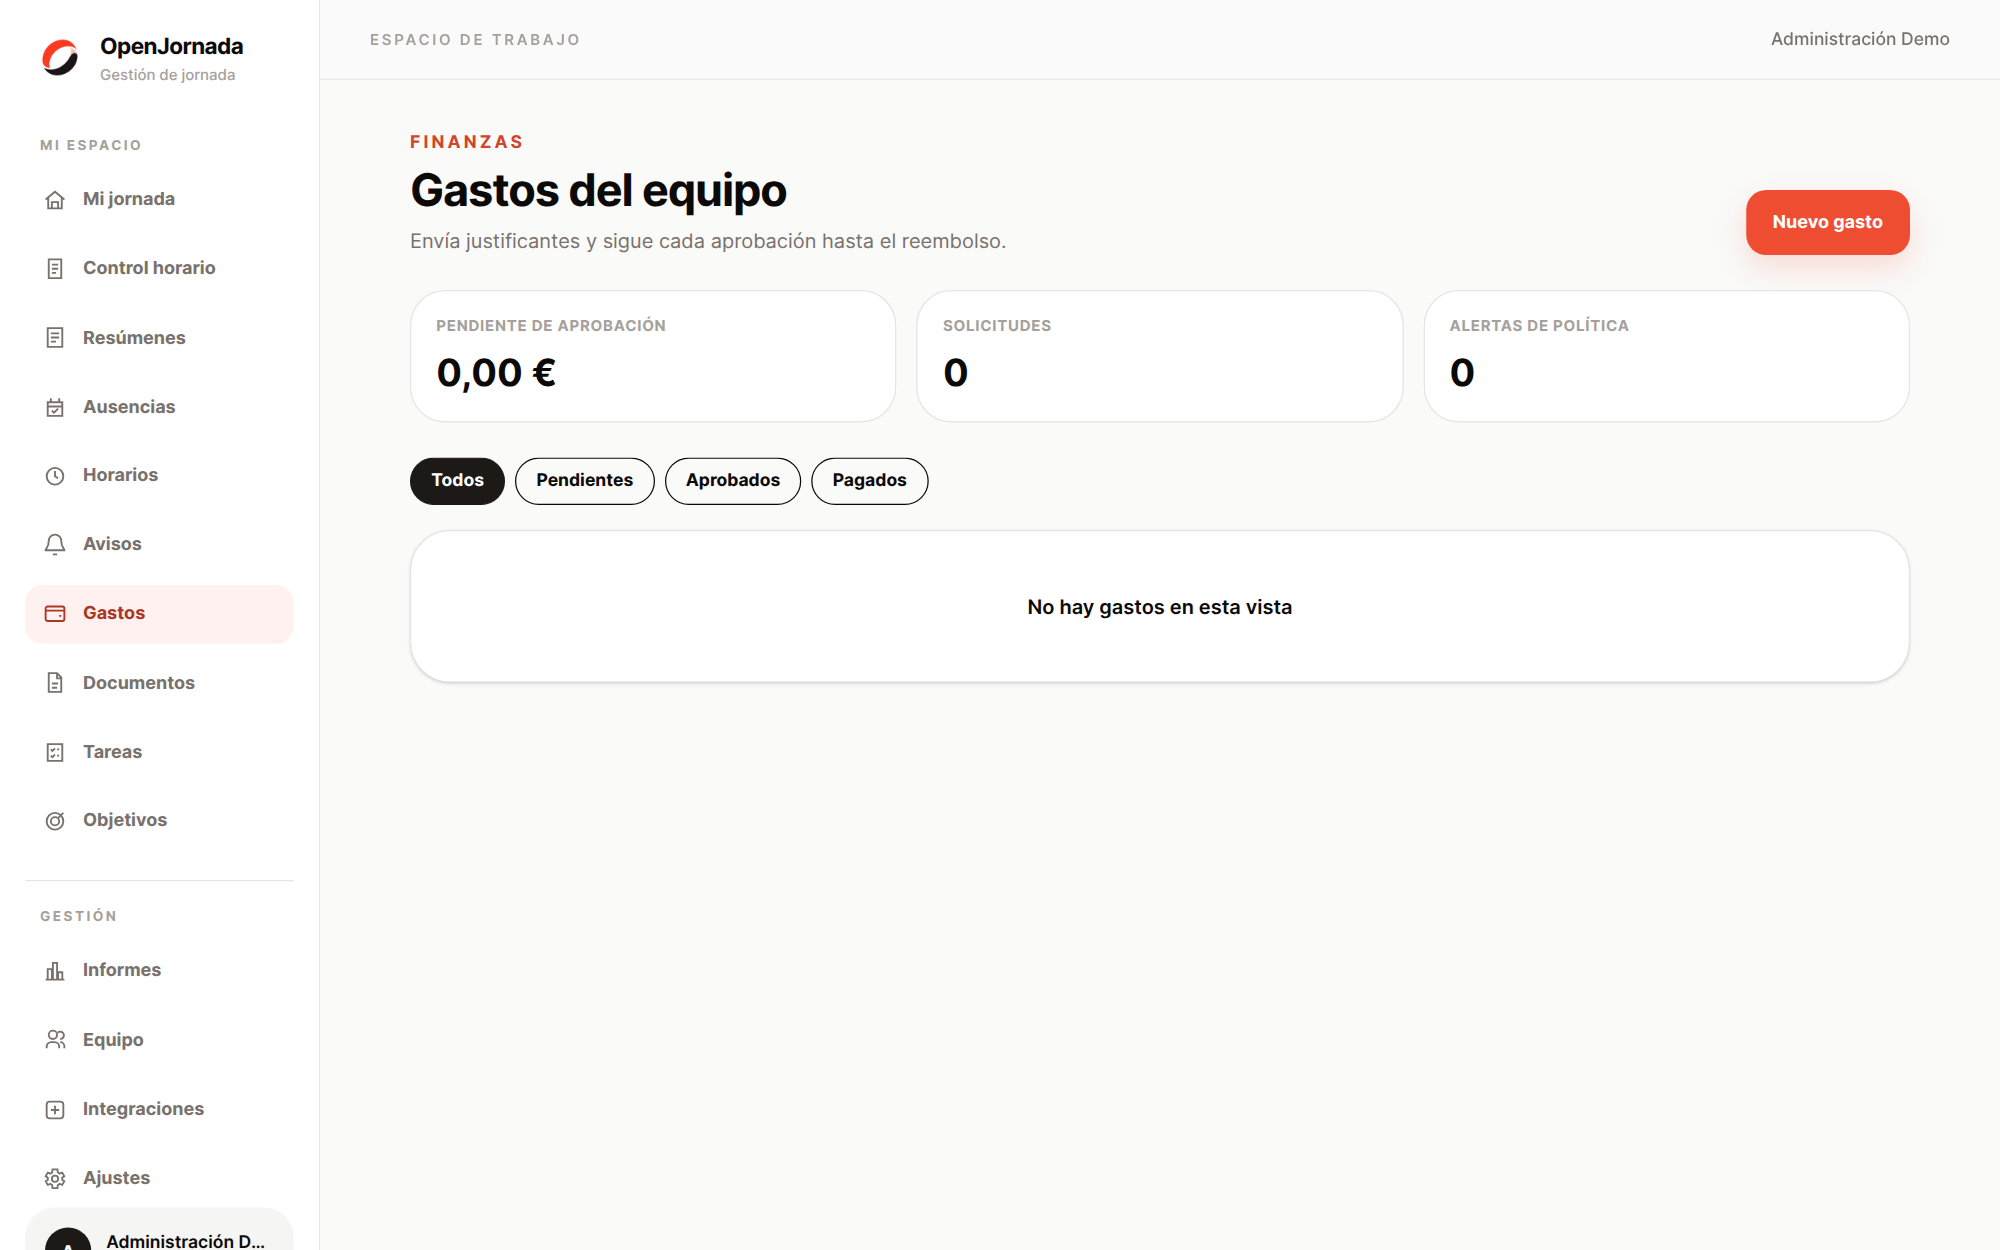 OpenJornada
Gestión de jornada
MI ESPACIO
Mi jornada
Control horario
Resúmenes
Ausencias
Horarios
Avisos
Gastos
Documentos
Tareas
Objetivos
GESTIÓN
Informes
Equipo
Integraciones
Ajustes
Administración D...
ESPACIO DE TRABAJO
Administración Demo
FINANZAS
Gastos del equipo
Envía justificantes y sigue cada aprobación hasta el reembolso.
Nuevo gasto
PENDIENTE DE APROBACIÓN
0,00 €
SOLICITUDES
0
ALERTAS DE POLÍTICA
0
Todos
Pendientes
Aprobados
Pagados
No hay gastos en esta vista